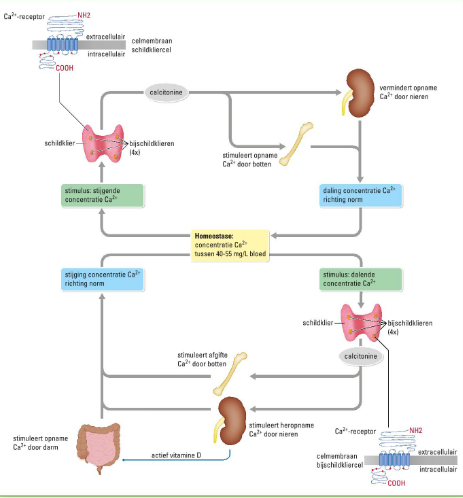 Ca²⁺-receptor
NH2
extracellulair
intracellulair
celmembraan
schildkliercel
COOH
calcitonine
vermindert opname
Ca²⁺ door nieren
schildklier
bijschildklieren
(4x)
stimuleert opname
Ca²⁺ door botten
stimulus: stijgende
concentratie Ca²⁺
daling concentratie Ca²⁺
richting norm
Homeostase:
concentratie Ca²⁺
tussen 40-55 mg/L bloed
stijging concentratie Ca²⁺
richting norm
stimulus: dalende
concentratie Ca²⁺
schildklier
bijschildklieren
(4x)
calcitonine
stimuleert afgifte
Ca²⁺ door botten
stimuleert heropname
Ca²⁺ door nieren
stimuleert opname
Ca²⁺ door darm
actief vitamine D
Ca²⁺-receptor
NH2
celmembraan
bijschildkliercel
extracellulair
intracellulair
COOH